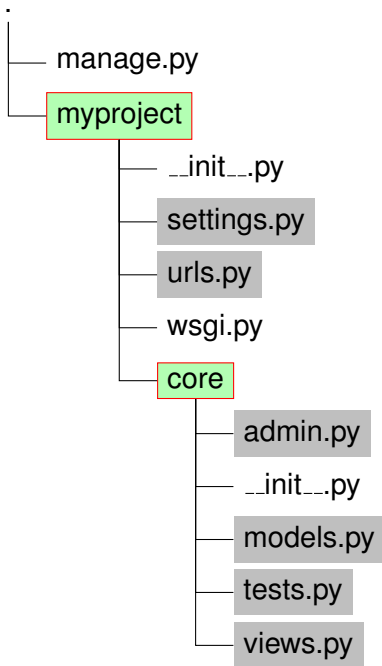 .
manage.py
myproject
__init__.py
settings.py
urls.py
wsgi.py
core
admin.py
__init__.py
models.py
tests.py
views.py